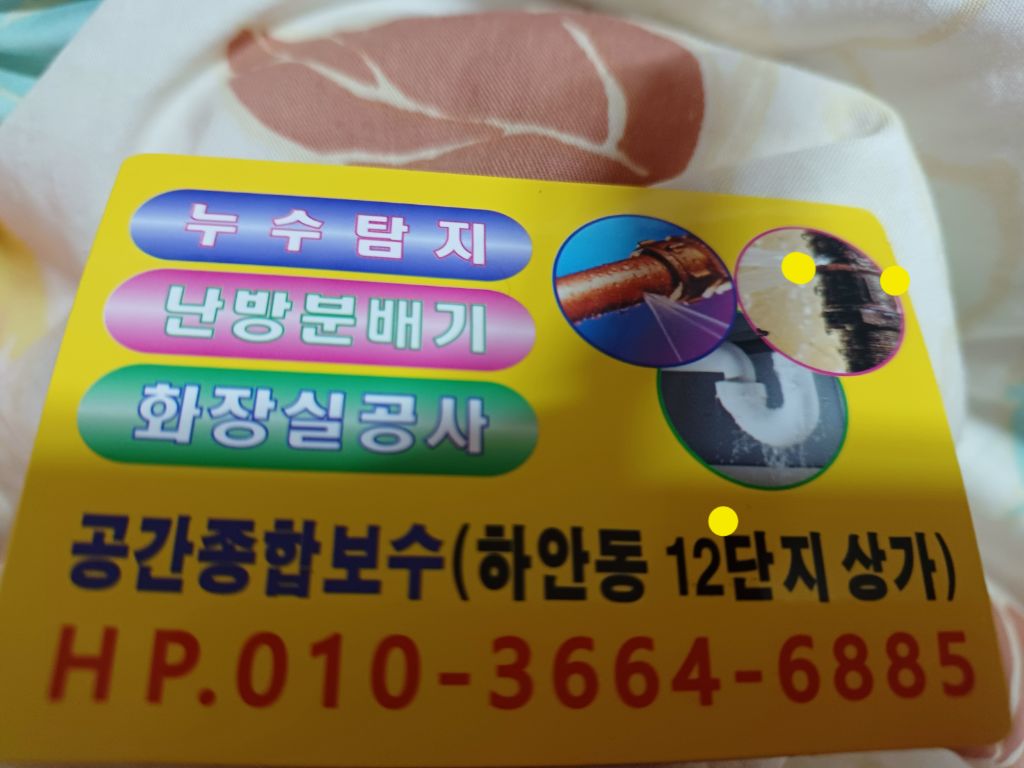 누수탐지
난방분배기
화장실공사
공간종합보수(하안동 12단지 상가)
HP.010-3664-6885